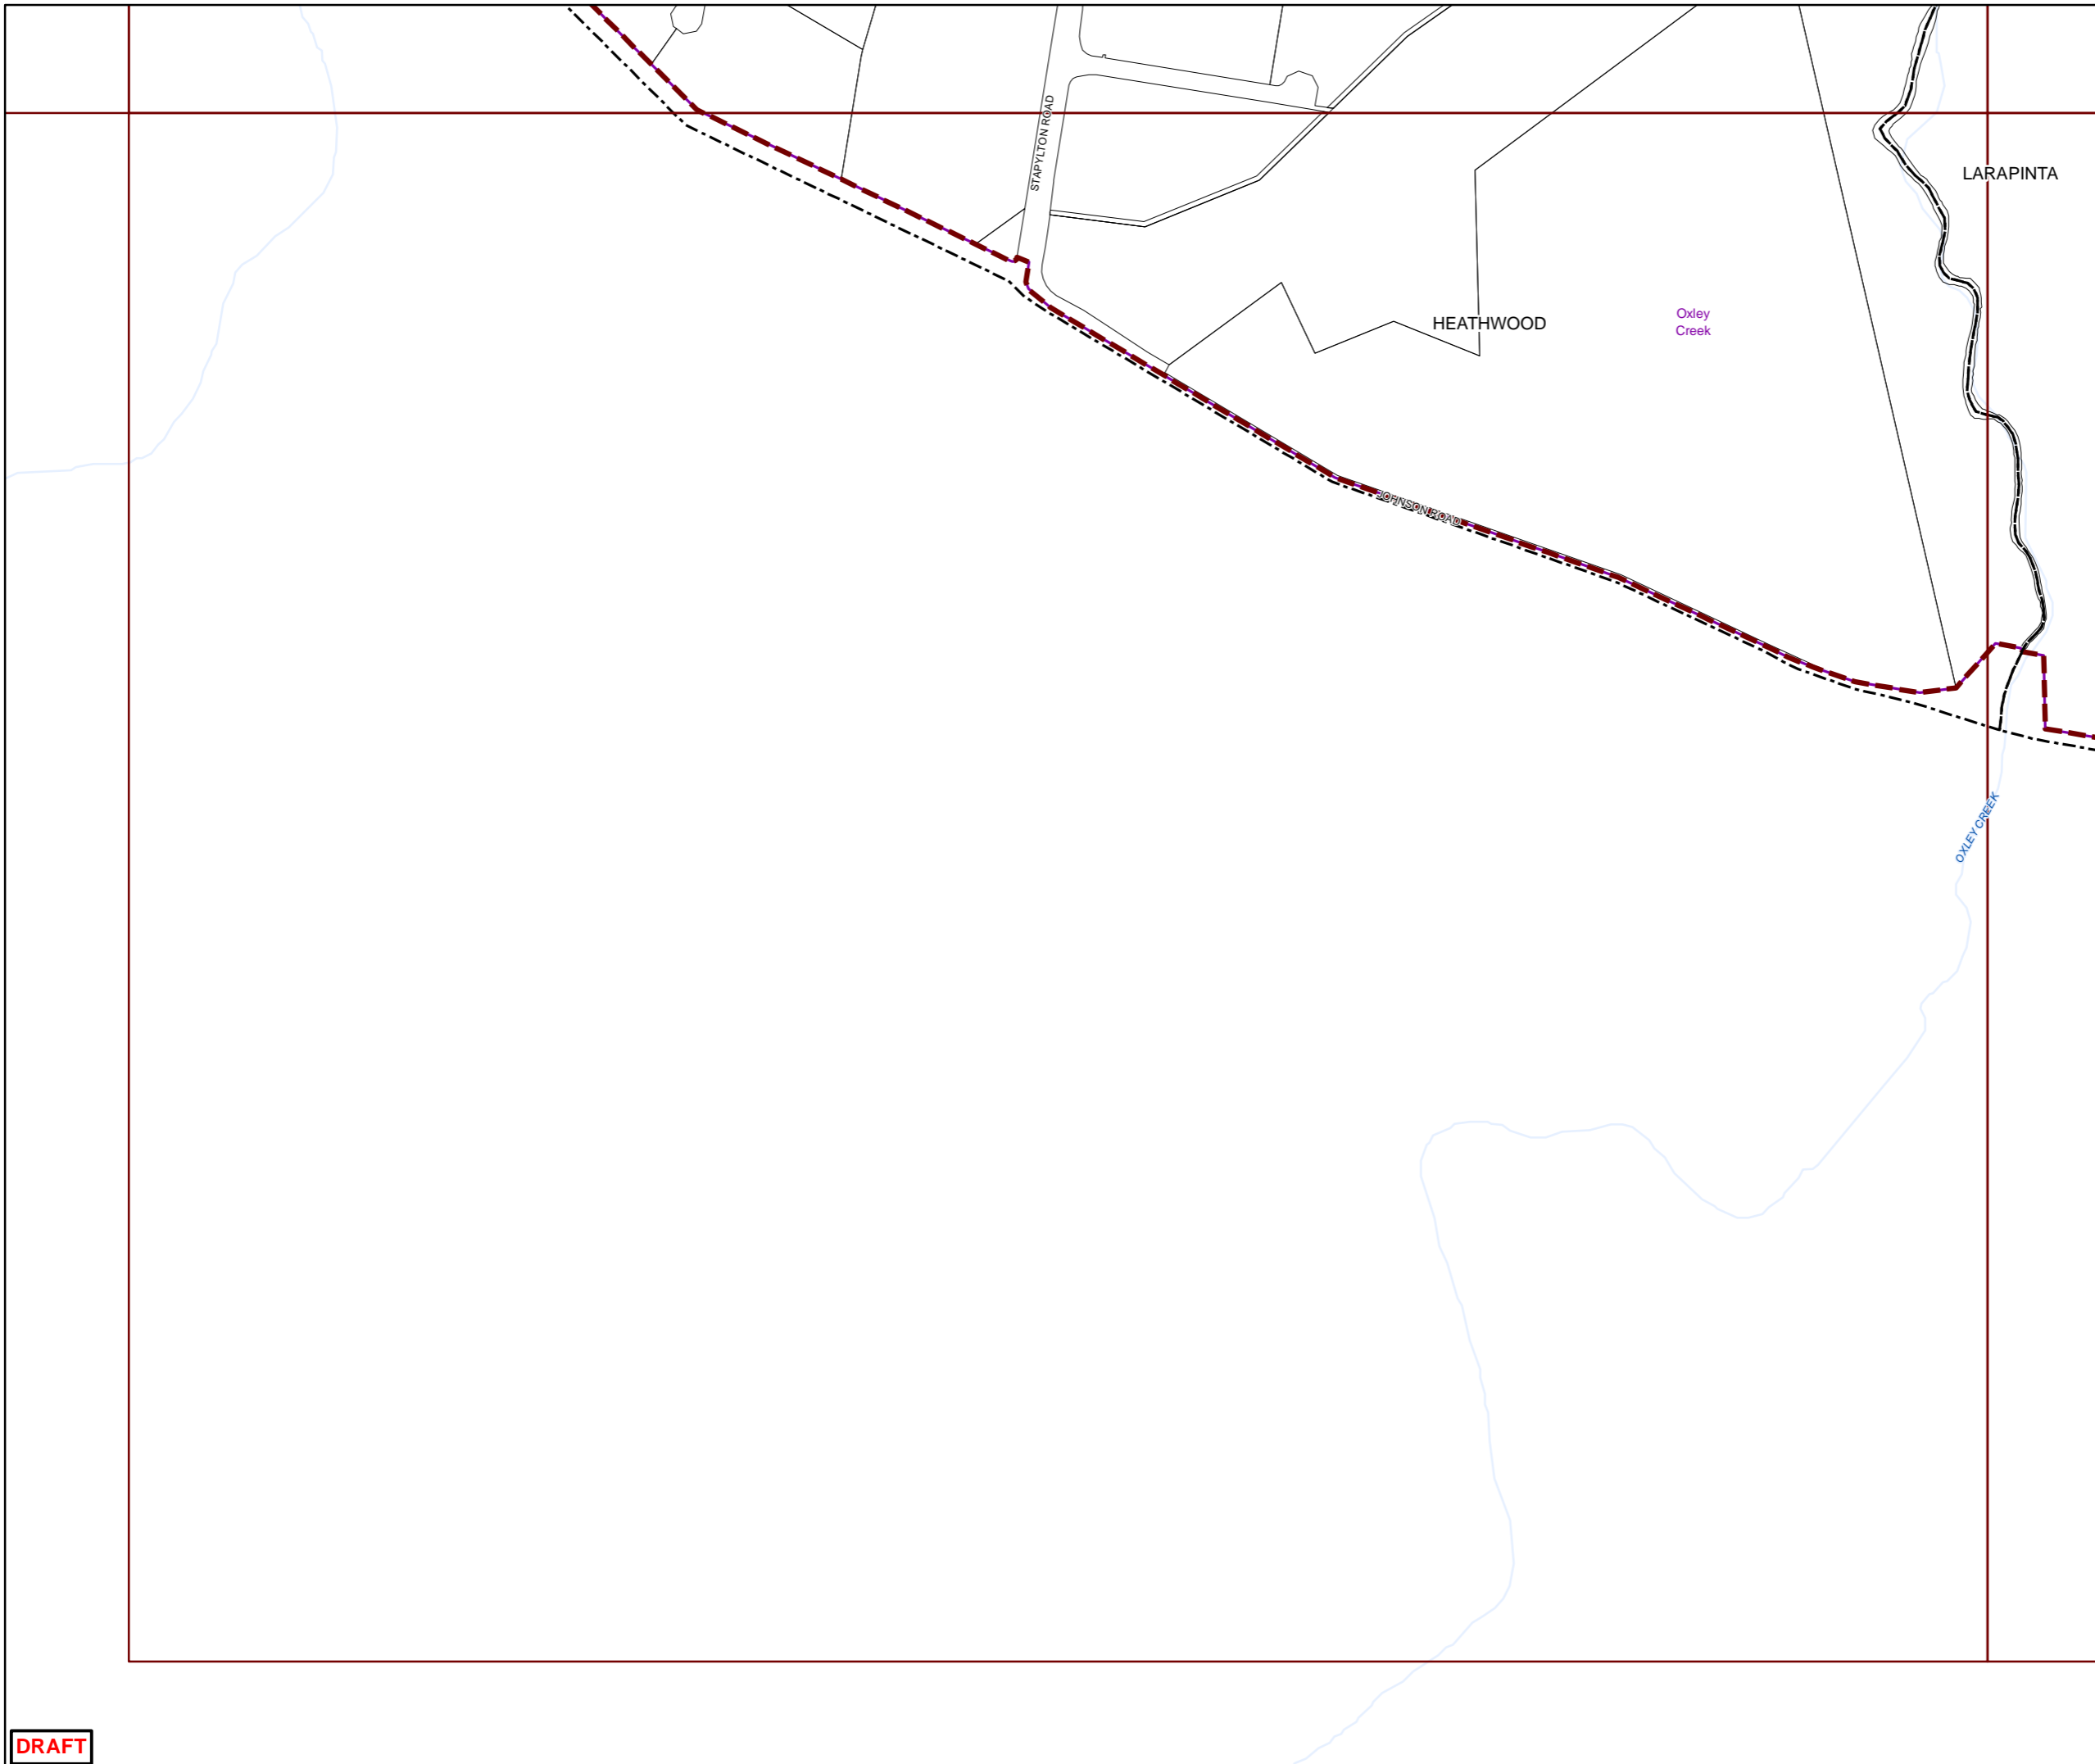 STAPYLTON ROAD
LARAPINTA
Oxley
Creek
HEATHWOOD
JOHNSON ROAD
OXLEY CREEK
DRAFT